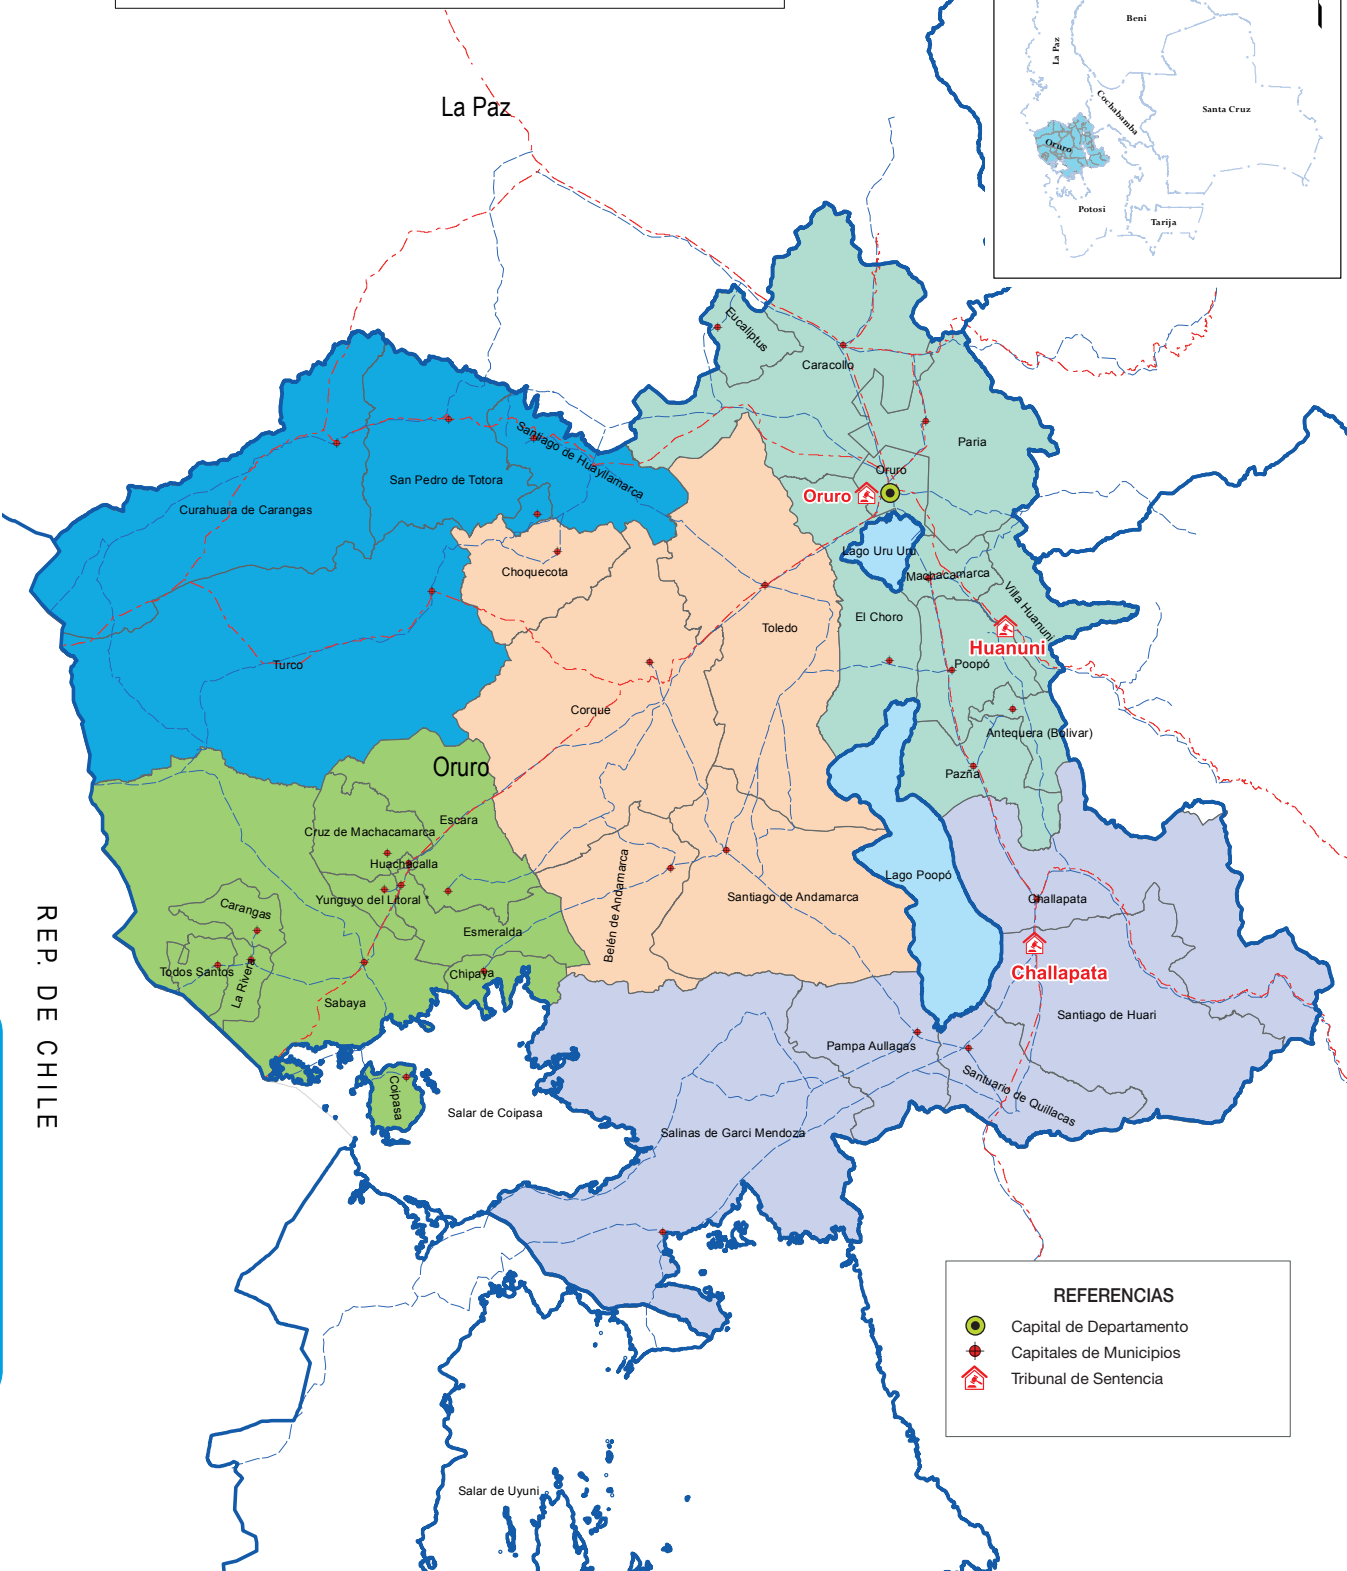 Beni
La Paz
Cochabamba
Santa Cruz
Oruro
Potosi
Tarija
La Paz
Eucaliptus
Caracollo
Paria
Santiago de Huayllamarca
San Pedro de Totora
Oruro
Oruro
Curahuara de Carangas
Lago Uru Uru
Choquecota
Machacamarca
Villa Huanuni
El Choro
Toledo
Huanuni
Turco
Poopó
Corque
Antequera (Bolivar)
Oruro
Pazña
Escara
Cruz de Machacamarca
Huachacalla
Lago Poopó
Yunguyo del Litoral
Belén de Andamarca
Santiago de Andamarca
Challapata
Carangas
Esmeralda
Todos Santos
La Rivera
Chipaya
Challapata
Sabaya
Santiago de Huari
REP. DE CHILE
Pampa Aullagas
Santuario de Quillacas
Coipasa
Salar de Coipasa
Salinas de Garci Mendoza
REFERENCIAS
Capital de Departamento
Capitales de Municipios
Tribunal de Sentencia
Salar de Uyuni